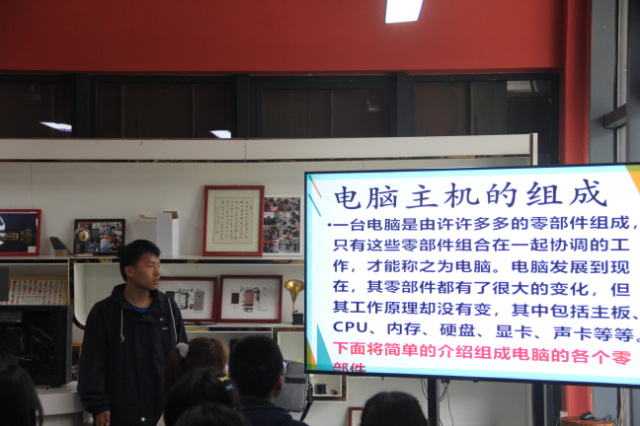 电脑主机的组成
·一台电脑是由许许多多的零部件组成，
只有这些零部件组合在一起协调的工
作，才能称之为电脑。电脑发展到现
在，其零部件都有了很大的变化，但
其工作原理却没有变，其中包括主板、
CPU、内存、硬盘、显卡、声卡等等。
下面将简单的介绍组成电脑的各个零
部件